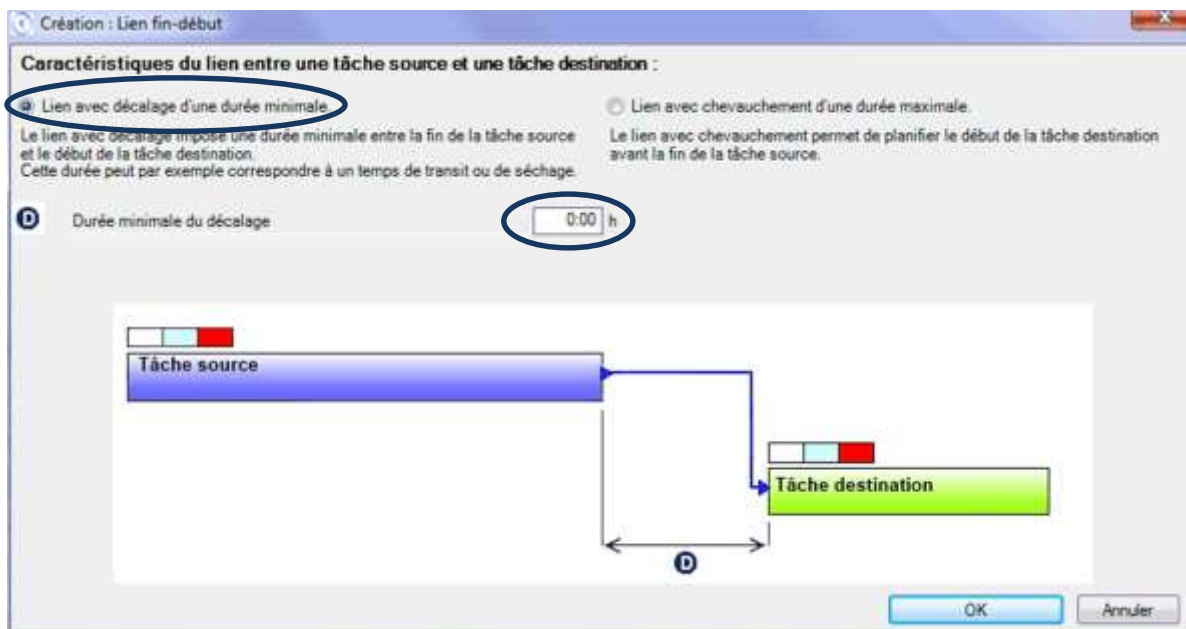 Création : Lien fin-début
Caractéristiques du lien entre une tâche source et une tâche destination :
Lien avec décalage d'une durée minimale.
Lien avec chevauchement d'une durée maximale.
Le lien avec décalage impose une durée minimale entre la fin de la tâche source
et le début de la tâche destination.
Cette durée peut par exemple correspondre à un temps de transit ou de séchage.
Le lien avec chevauchement permet de planifier le début de la tâche destination
avant la fin de la tâche source.
D Durée minimale du décalage 0:00 h
Tâche source
Tâche destination
D
OK Annuler